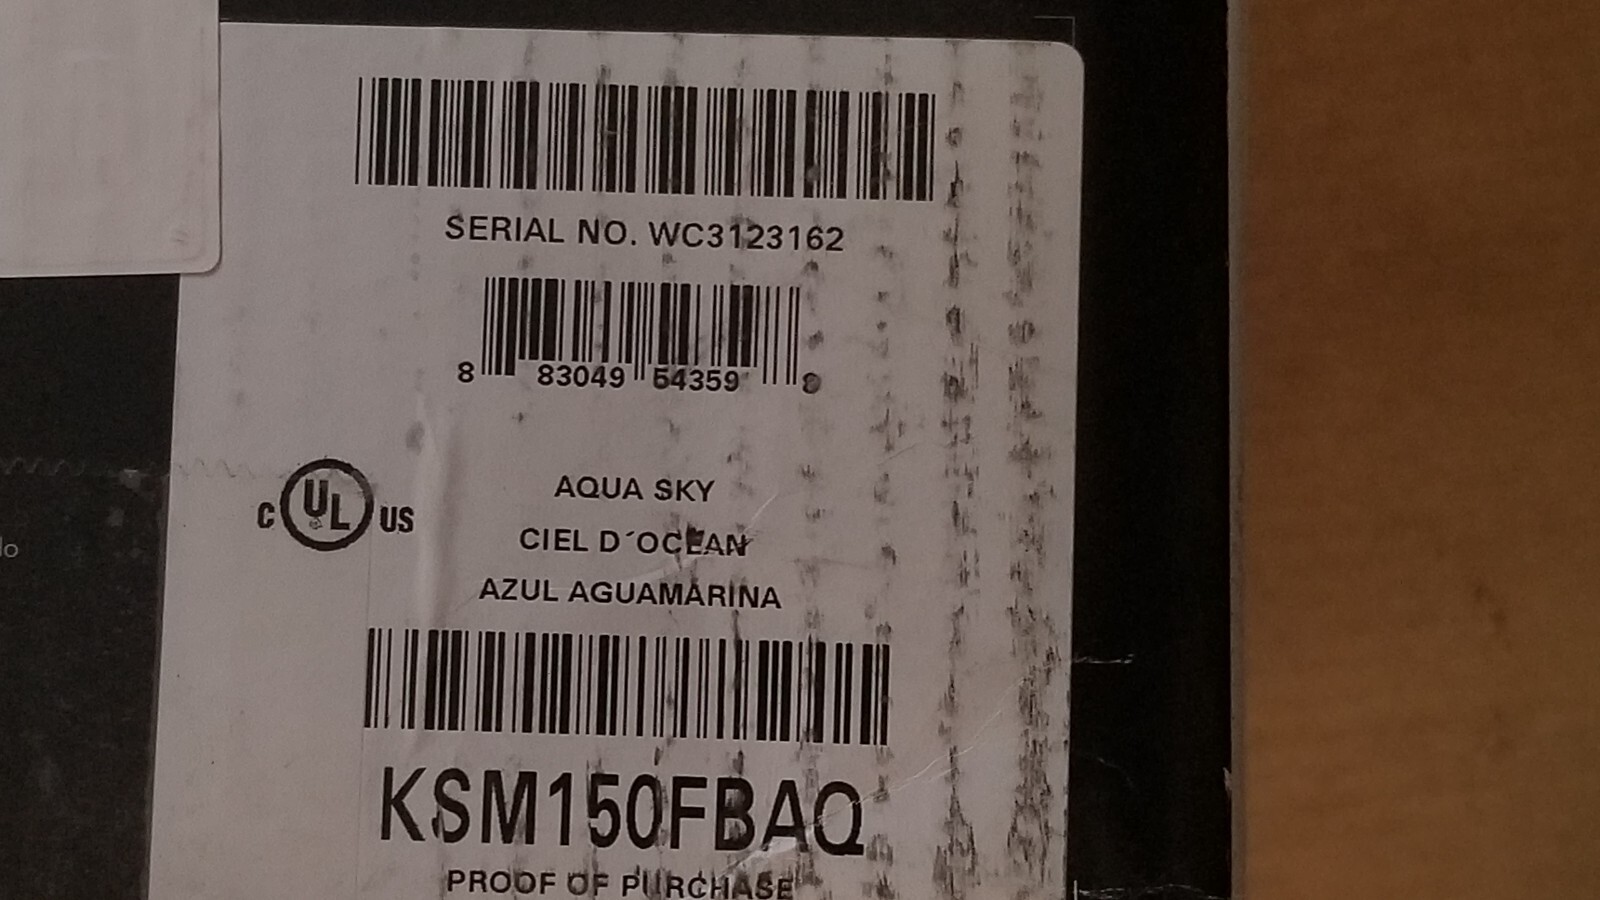 SERIAL NO. WC3123162
8 83049 54359 8
AQUA SKY
C UL US
CIEL D´OCEAN
lo
AZUL AGUAMARINA
KSM150FBAQ
PROOF OF PURCHASE